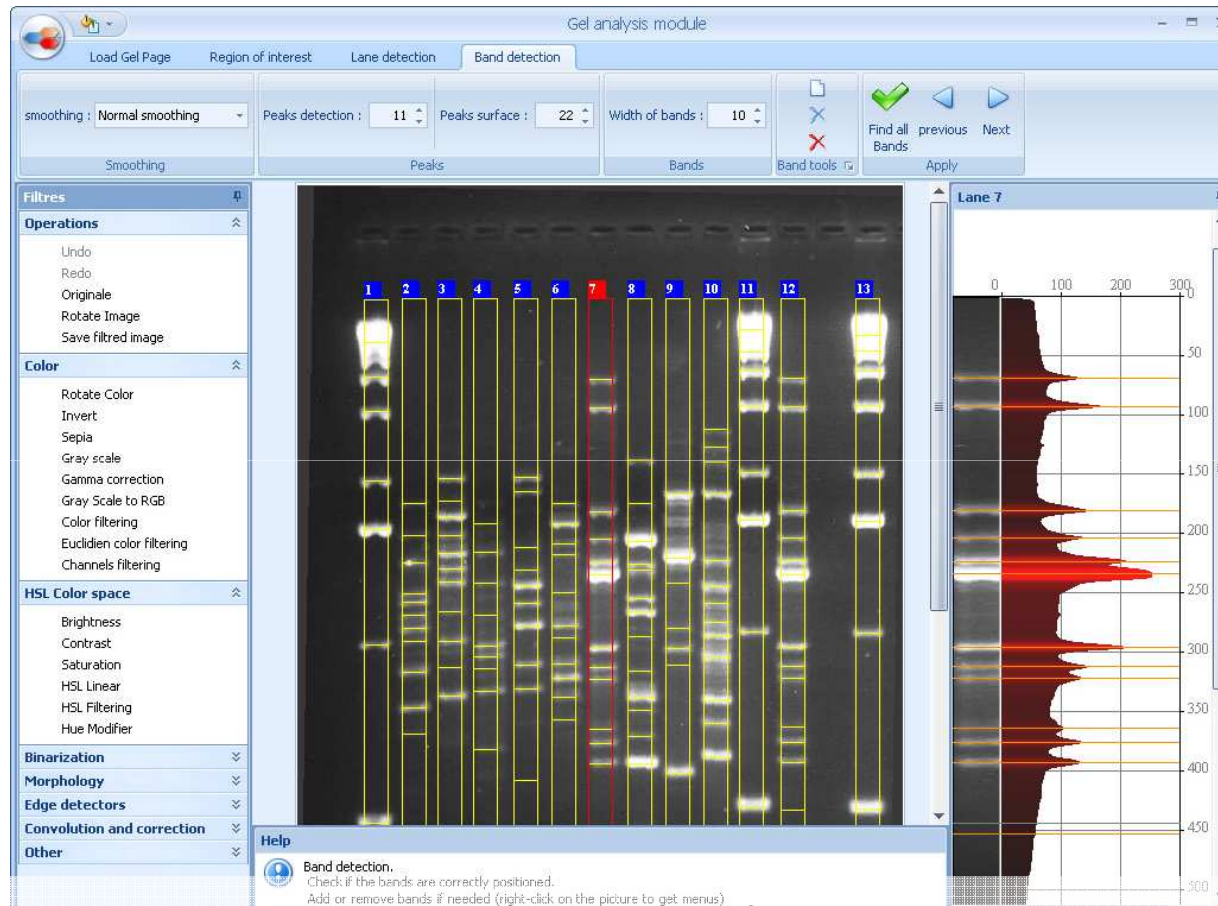 Gel analysis module
Load Gel Page Region of interest Lane detection Band detection
smoothing : Normal smoothing Peaks detection : 11 Peaks surface : 22 Width of bands : 10 Find all Bands previous Next
Smoothing Peaks Bands Band tools Apply
Filtres
Operations
Undo
Redo
Originale
Rotate Image
Save filtred image
Color
Rotate Color
Invert
Sepia
Gray scale
Gamma correction
Gray Scale to RGB
Color filtering
Euclidien color filtering
Channels filtering
HSL Color space
Brightness
Contrast
Saturation
HSL Linear
HSL Filtering
Hue Modifier
Binarization
Morphology
Edge detectors
Convolution and correction
Other
1 2 3 4 5 6 7 8 9 10 11 12 13
Lane 7
0 100 200 300
0
50
100
150
200
250
300
350
400
450
500
Help
Band detection.
Check if the bands are correctly positioned.
Add or remove bands if needed (right-click on the picture to get menus)